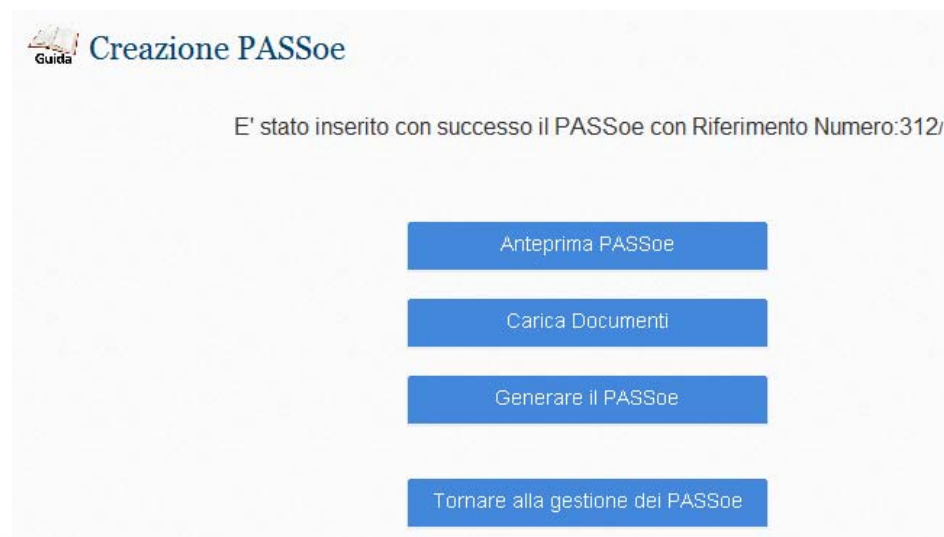 Guida
Creazione PASSoe
E' stato inserito con successo il PASSoe con Riferimento Numero:312/
Anteprima PASSoe
Carica Documenti
Generare il PASSoe
Tornare alla gestione dei PASSoe